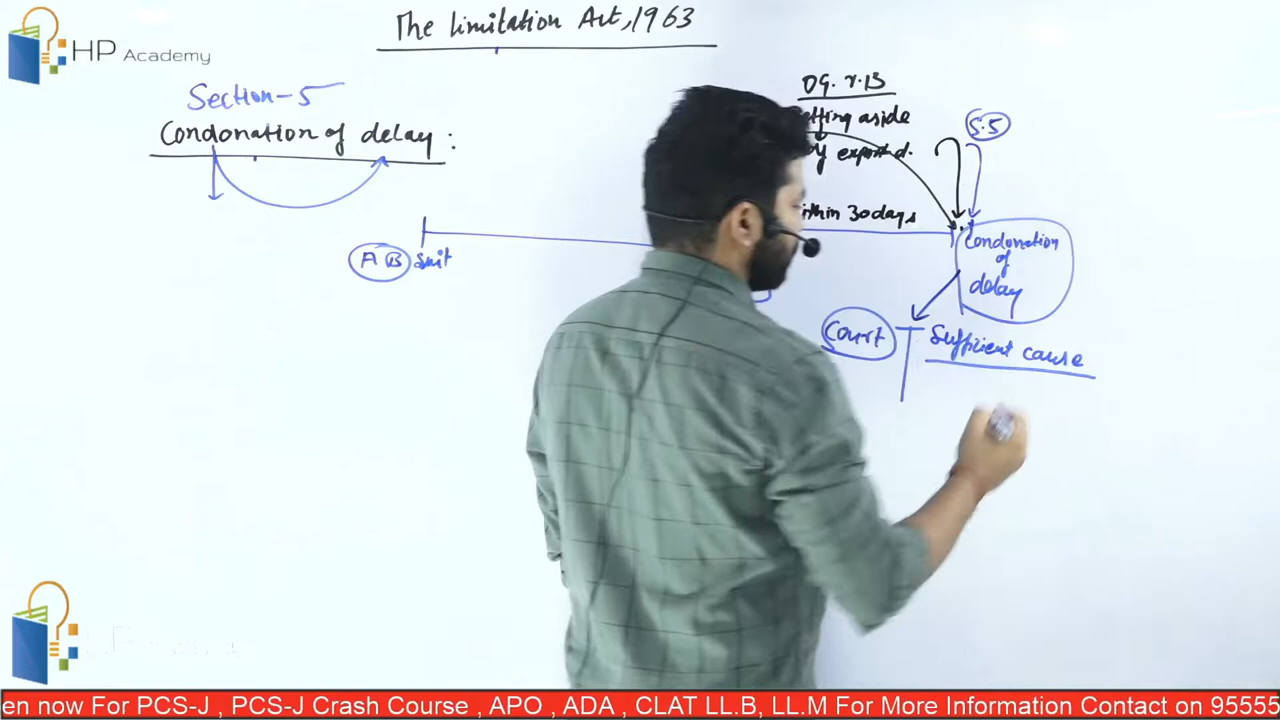 The Limitation Act, 1963
HP Academy
Section-5
Condonation of delay :
O9. r.13
setting aside
within 30 days
S.5
A B Suit
Condonation
of
delay
Court
Sufficient cause
en now For PCS-J , PCS-J Crash Course , APO , ADA , CLAT LL.B, LL.M For More Information Contact on 95555